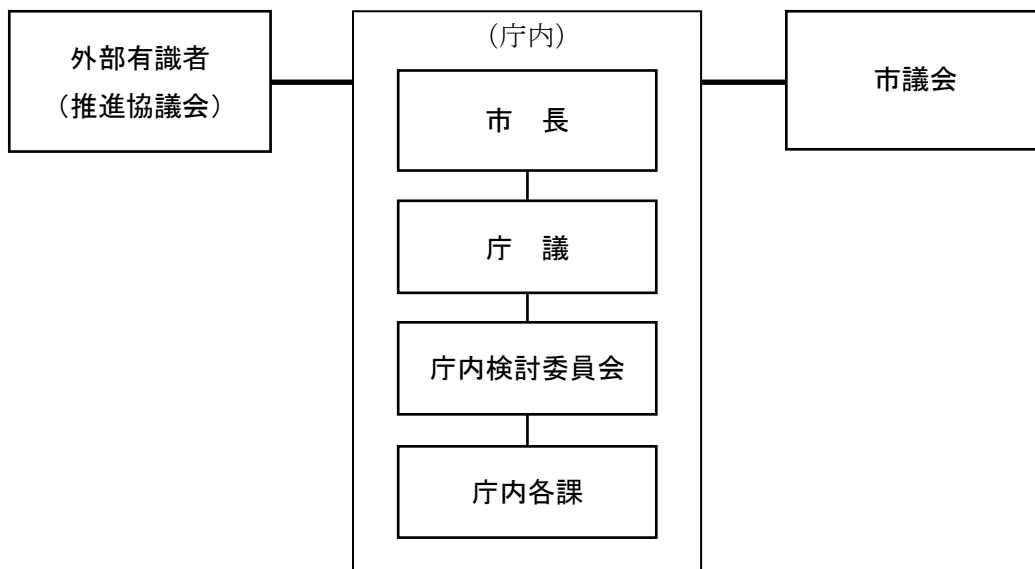 外部有識者
（推進協議会）
（庁内）
市　長
庁　議
庁内検討委員会
庁内各課
市議会